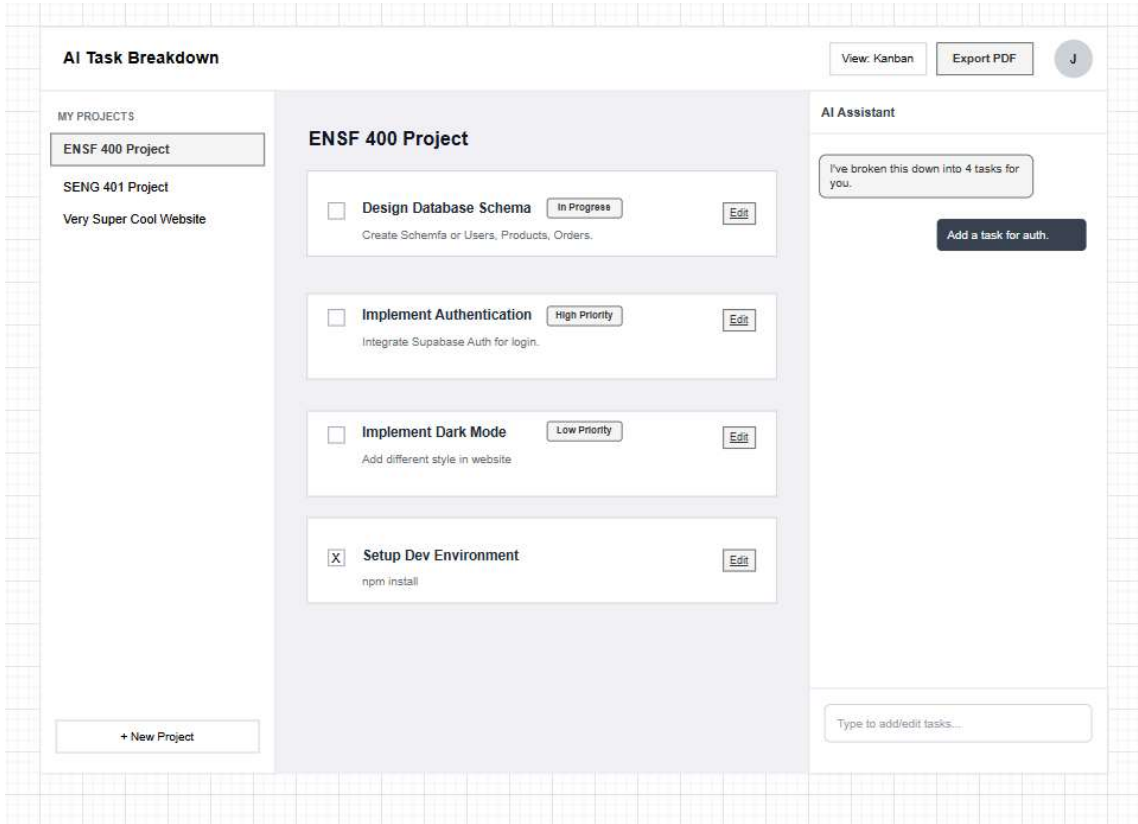 AI Task Breakdown
View: Kanban
Export PDF
J
MY PROJECTS
ENSF 400 Project
SENG 401 Project
Very Super Cool Website
+ New Project
ENSF 400 Project
Design Database Schema
In Progress
Edit
Create Schemfa or Users, Products, Orders.
Implement Authentication
High Priority
Edit
Integrate Supabase Auth for login.
Implement Dark Mode
Low Priority
Edit
Add different style in website
X
Setup Dev Environment
Edit
npm install
AI Assistant
I've broken this down into 4 tasks for
you.
Add a task for auth.
Type to add/edit tasks...